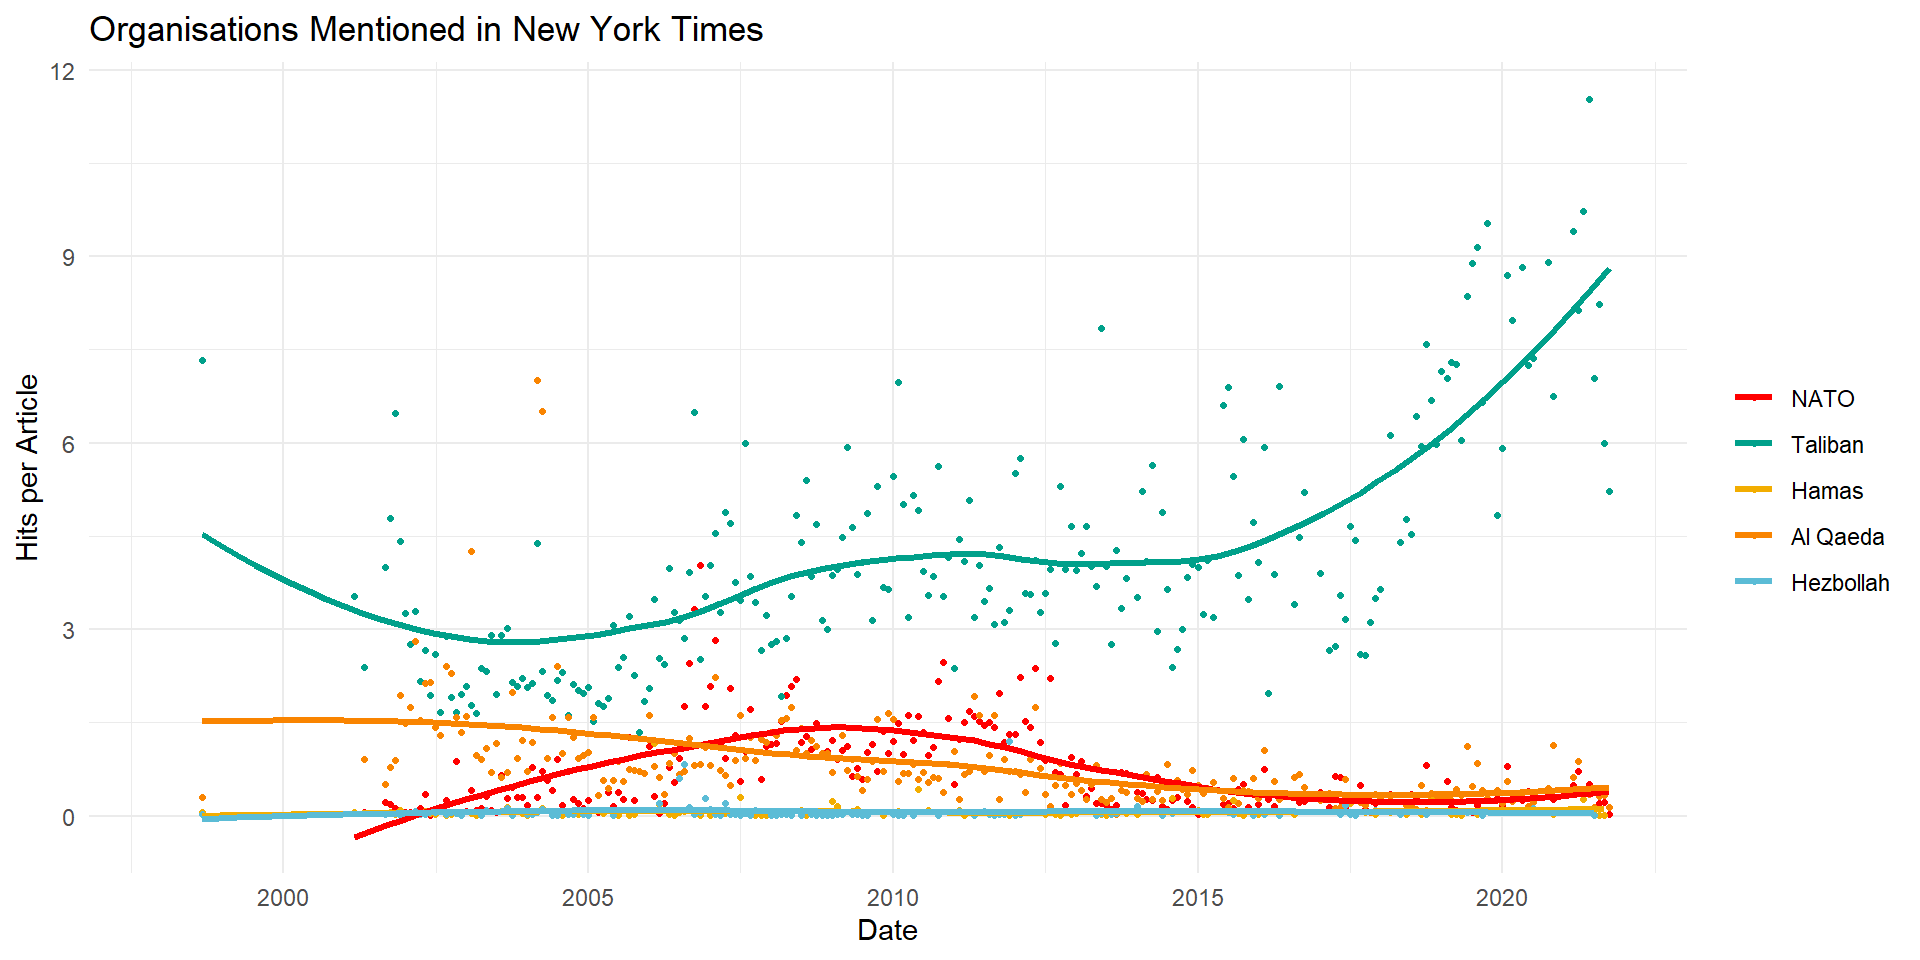 Organisations Mentioned in New York Times
12
9
6
3
0
Hits per Article
2000
2005
2010
2015
2020
Date
NATO
Taliban
Hamas
Al Qaeda
Hezbollah